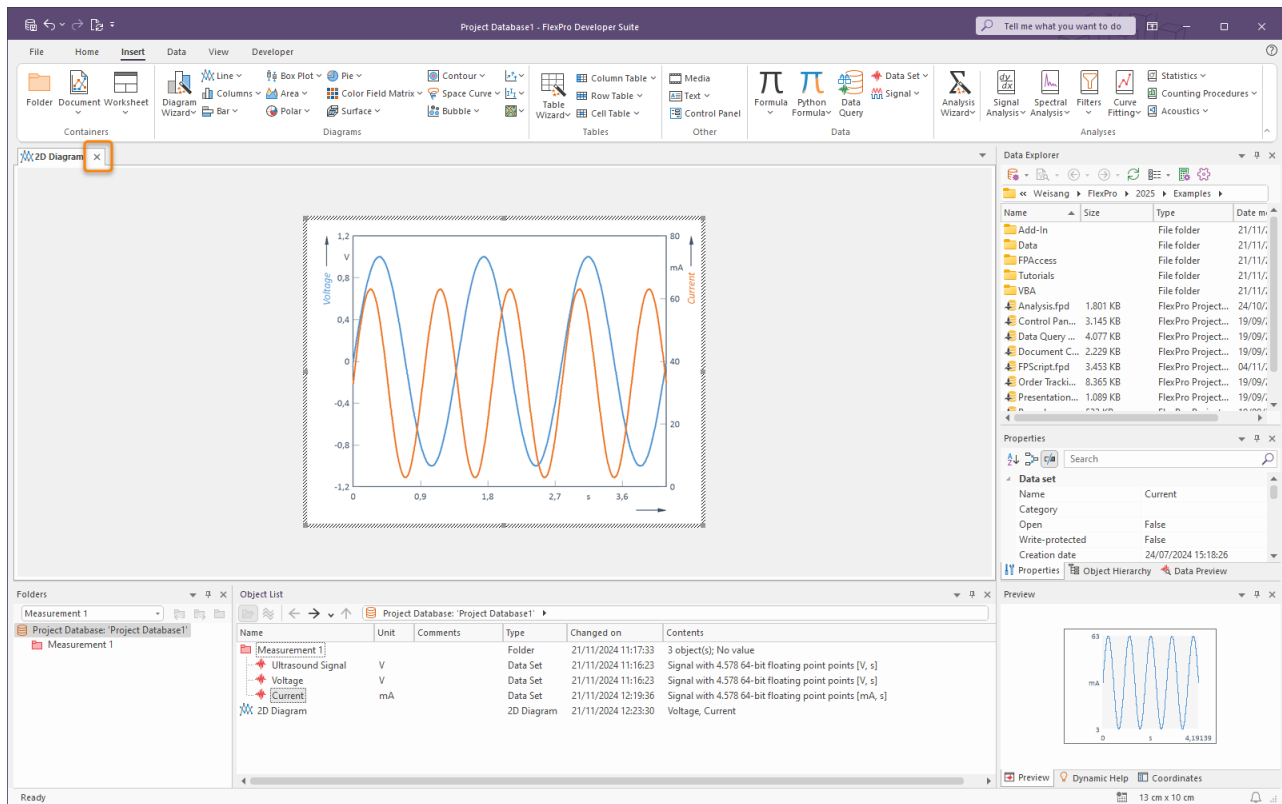 Project Database1 - FlexPro Developer Suite
Tell me what you want to do
File Home Insert Data View Developer
Folder Document Worksheet
Containers
Diagram Wizard
Line Box Plot Pie Contour
Columns Area Color Field Matrix Space Curve
Bar Polar Surface Bubble
Diagrams
Table Wizard
Column Table
Row Table
Cell Table
Tables
Media
Text
Control Panel
Other
Formula Python Formula Data Query
Data Set
Signal
Data
Analysis Wizard
Signal Analysis Spectral Analysis Filters Curve Fitting
Statistics
Counting Procedures
Acoustics
Analyses
2D Diagram
1,2
V
0,8
0,4
0
-0,4
-0,8
-1,2
Voltage
80
mA
60
40
20
0
Current
0 0,9 1,8 2,7 s 3,6
Data Explorer
« Weisang FlexPro 2025 Examples
Name Size Type
Add-In File folder 21/11/
Data File folder 21/11/
FPAccess File folder 21/11/
Tutorials File folder 21/11/
VBA File folder 21/11/
Analysis.fpd 1.801 KB FlexPro Project... 24/10/
Control Pan... 3.145 KB FlexPro Project... 19/09/
Data Query ... 4.077 KB FlexPro Project... 19/09/
Document C... 2.229 KB FlexPro Project... 19/09/
FPScript.fpd 3.453 KB FlexPro Project... 04/11/
Order Tracki... 8.365 KB FlexPro Project... 19/09/
Presentation... 1.089 KB FlexPro Project... 19/09/
Properties
Search
Data set
Name Current
Category
Open False
Write-protected False
Creation date 24/07/2024 15:18:26
Properties Object Hierarchy Data Preview
Folders
Measurement 1
Project Database: 'Project Database1'
Measurement 1
Object List
Project Database: 'Project Database1'
Name Unit Comments Type Changed on Contents
Measurement 1 Folder 21/11/2024 11:17:33 3 object(s); No value
Ultrasound Signal V Data Set 21/11/2024 11:16:23 Signal with 4.578 64-bit floating point points [V, s]
Voltage V Data Set 21/11/2024 11:16:23 Signal with 4.578 64-bit floating point points [V, s]
Current mA Data Set 21/11/2024 12:19:36 Signal with 4.578 64-bit floating point points [mA, s]
2D Diagram 2D Diagram 21/11/2024 12:23:30 Voltage, Current
Preview
63
mA
3
0 s 4,19139
Preview Dynamic Help Coordinates
Ready
13 cm x 10 cm